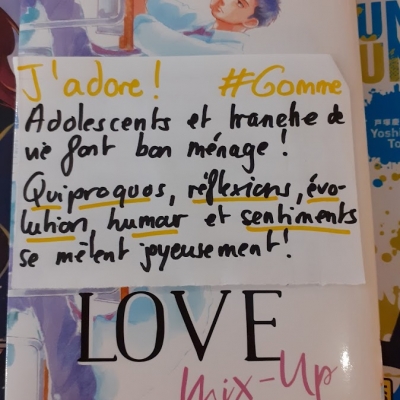 J'adore ! #Gomme
Adolescents et tranche de
vie font bon ménage !
Quiproquos, réflexions, évo-
lution, humour et sentiments
se mêlent joyeusement !
LOVE
Mix-Up